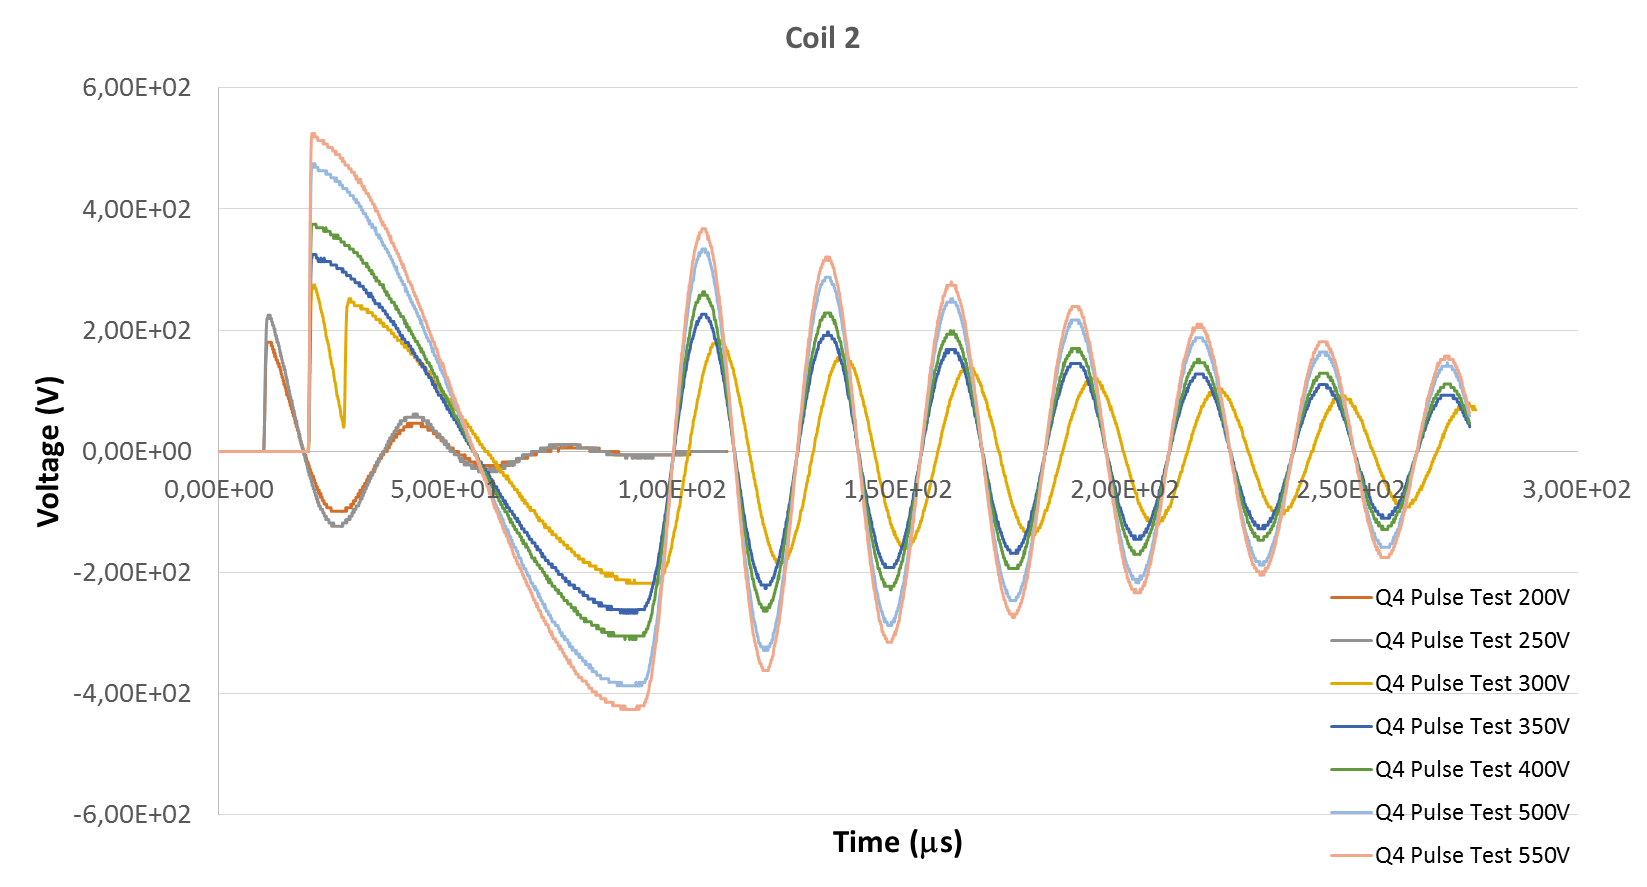 Coil 2
6,00E+02
4,00E+02
2,00E+02
0,00E+00
-2,00E+02
-4,00E+02
-6,00E+02
Voltage (V)
0,00E+00 5,00E+01 1,00E+02 1,50E+02 2,00E+02 2,50E+02 3,00E+02
Time (μs)
Q4 Pulse Test 200V
Q4 Pulse Test 250V
Q4 Pulse Test 300V
Q4 Pulse Test 350V
Q4 Pulse Test 400V
Q4 Pulse Test 500V
Q4 Pulse Test 550V